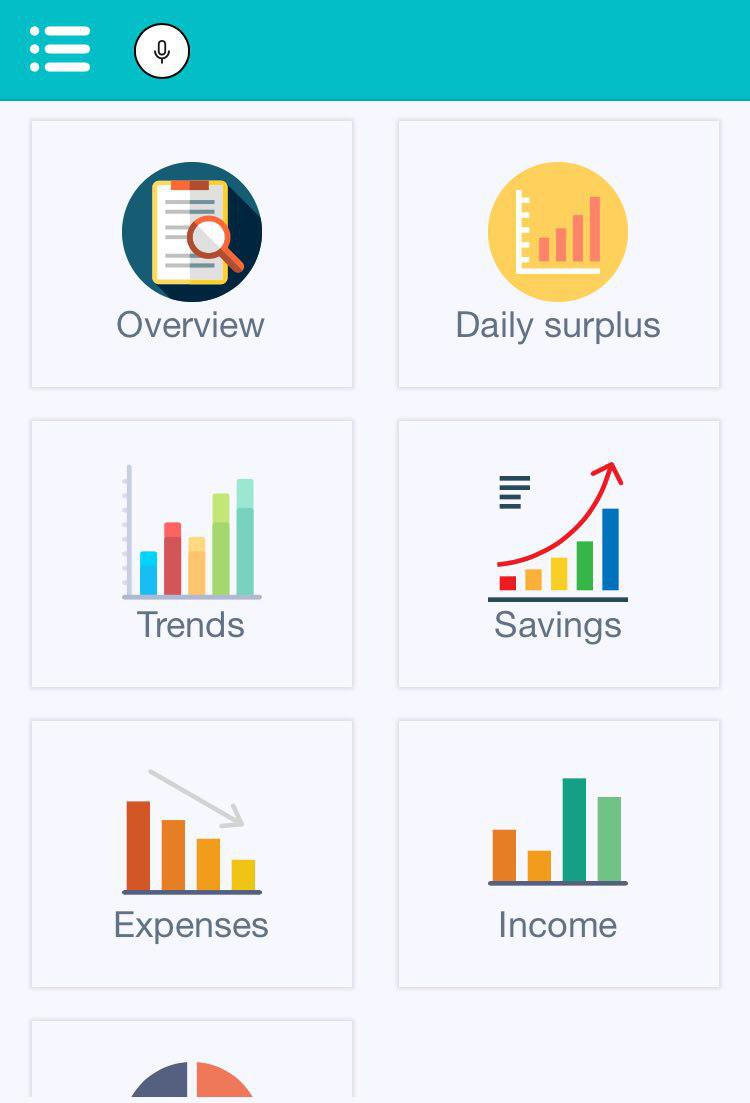 Overview
Daily surplus
Trends
Savings
Expenses
Income